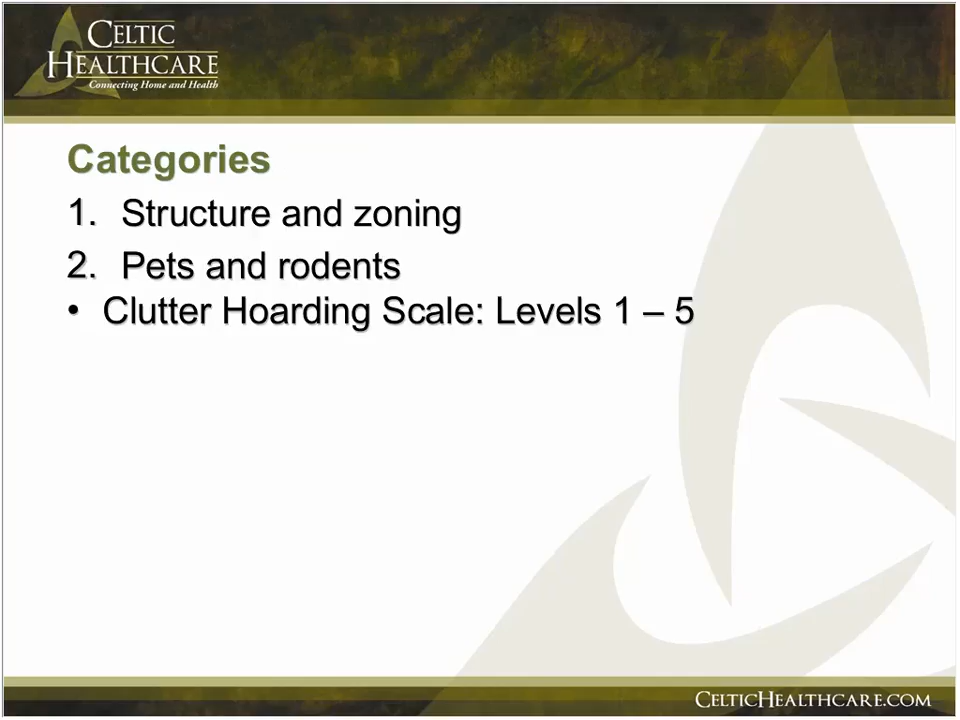 CELTIC
HEALTHCARE
Connecting Home and Health
Categories
1. Structure and zoning
2. Pets and rodents
• Clutter Hoarding Scale: Levels 1 – 5
CELTICHEALTHCARE.COM